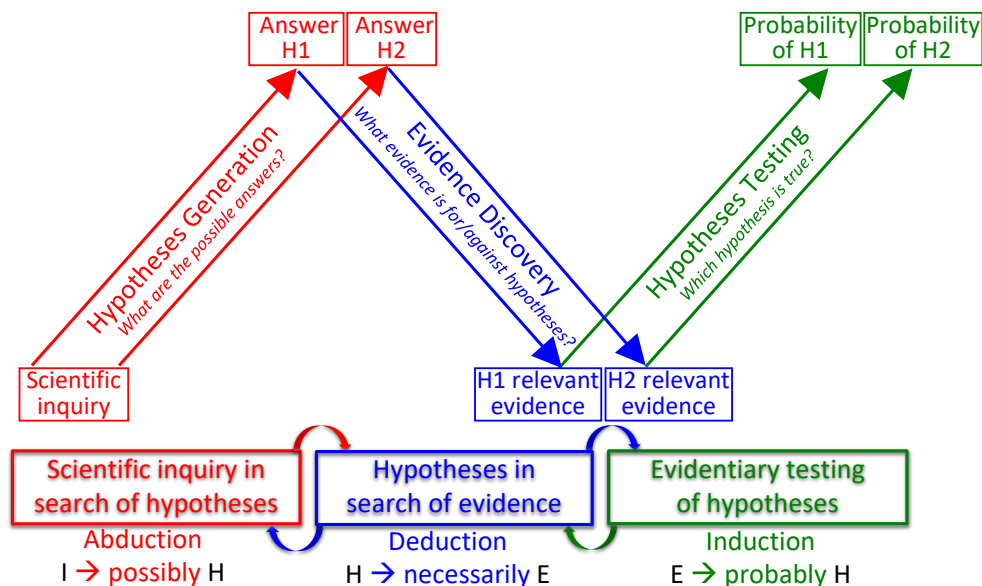 Answer
H1
Answer
H2
Probability
of H1
Probability
of H2
Hypotheses Generation
What are the possible answers?
What evidence is for/against hypotheses?
Evidence Discovery
Hypotheses Testing
Which hypothesis is true?
Scientific
inquiry
H1 relevant
evidence
H2 relevant
evidence
Scientific inquiry in
search of hypotheses
Hypotheses in
search of evidence
Evidentiary testing
of hypotheses
Abduction
I → possibly H
Deduction
H → necessarily E
Induction
E → probably H